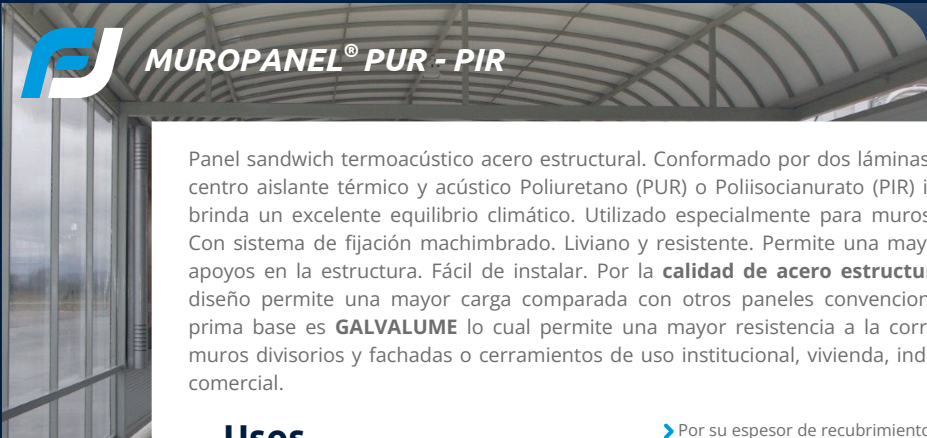 MUROPANEL® PUR - PIR
Panel sandwich termoacústico acero estructural. Conformado por dos láminas
centro aislante térmico y acústico Poliuretano (PUR) o Poliisocianurato (PIR)
brinda un excelente equilibrio climático. Utilizado especialmente para muros
Con sistema de fijación machimbrado. Liviano y resistente. Permite una may
apoyos en la estructura. Fácil de instalar. Por la calidad de acero estructu
diseño permite una mayor carga comparada con otros paneles convencion
prima base es GALVALUME lo cual permite una mayor resistencia a la corr
muros divisorios y fachadas o cerramientos de uso institucional, vivienda, ind
comercial.
Usos
Por su espesor de recubrimiento